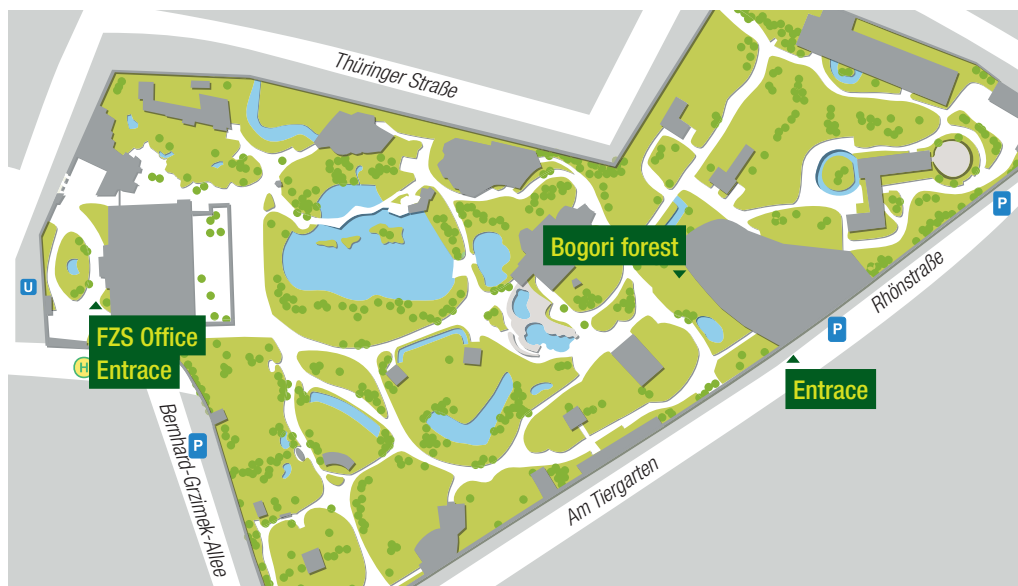 Thüringer Straße
P
Bogori forest
Rhönstraße
U
P
FZS Office
Entrace
H
Entrace
P
Bernhard-Grzimek-Allee
Am Tiergarten